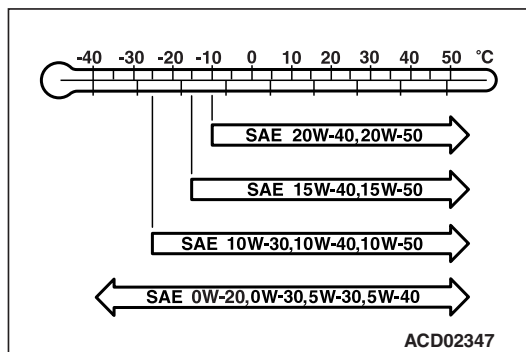 -40 -30 -20 -10 0 10 20 30 40 50 °C
SAE 20W-40,20W-50
SAE 15W-40,15W-50
SAE 10W-30,10W-40,10W-50
SAE 0W-20,0W-30,5W-30,5W-40
ACD02347